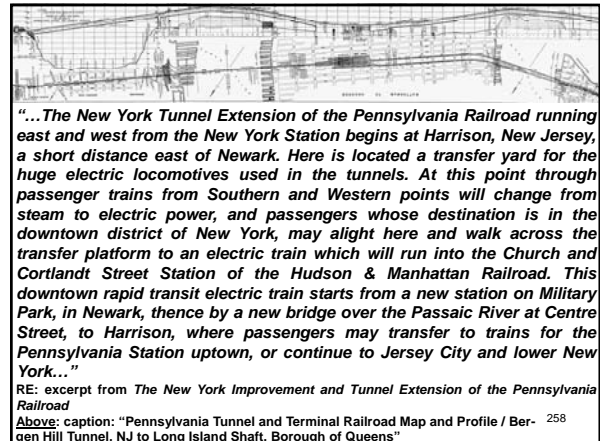 “…The New York Tunnel Extension of the Pennsylvania Railroad running
east and west from the New York Station begins at Harrison, New Jersey,
a short distance east of Newark. Here is located a transfer yard for the
huge electric locomotives used in the tunnels. At this point through
passenger trains from Southern and Western points will change from
steam to electric power, and passengers whose destination is in the
downtown district of New York, may alight here and walk across the
transfer platform to an electric train which will run into the Church and
Cortlandt Street Station of the Hudson & Manhattan Railroad. This
downtown rapid transit electric train starts from a new station on Military
Park, in Newark, thence by a new bridge over the Passaic River at Centre
Street, to Harrison, where passengers may transfer to trains for the
Pennsylvania Station uptown, or continue to Jersey City and lower New
York…”
RE: excerpt from The New York Improvement and Tunnel Extension of the Pennsylvania
Railroad
Above: caption: “Pennsylvania Tunnel and Terminal Railroad Map and Profile / Ber-
gen Hill Tunnel, NJ to Long Island Shaft, Borough of Queens”
258